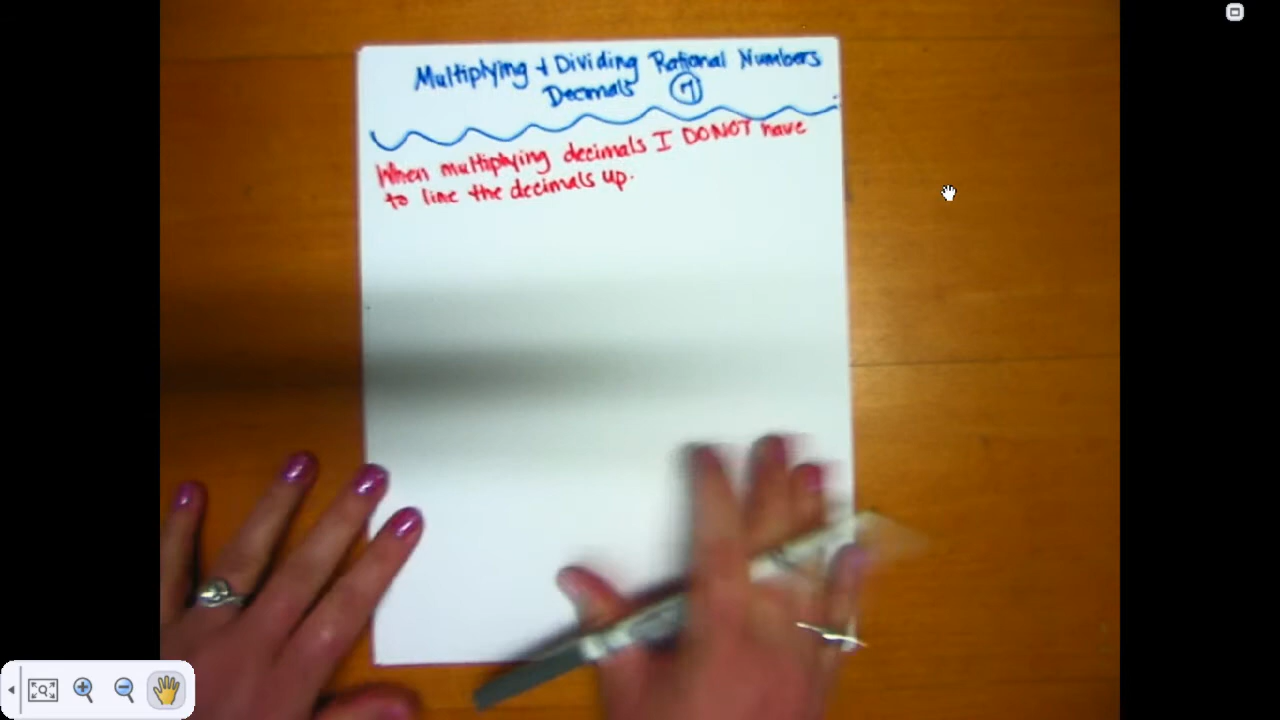 Multiplying + Dividing Rational Numbers
Decimals 7
When multiplying decimals I DO NOT have
to line the decimals up.